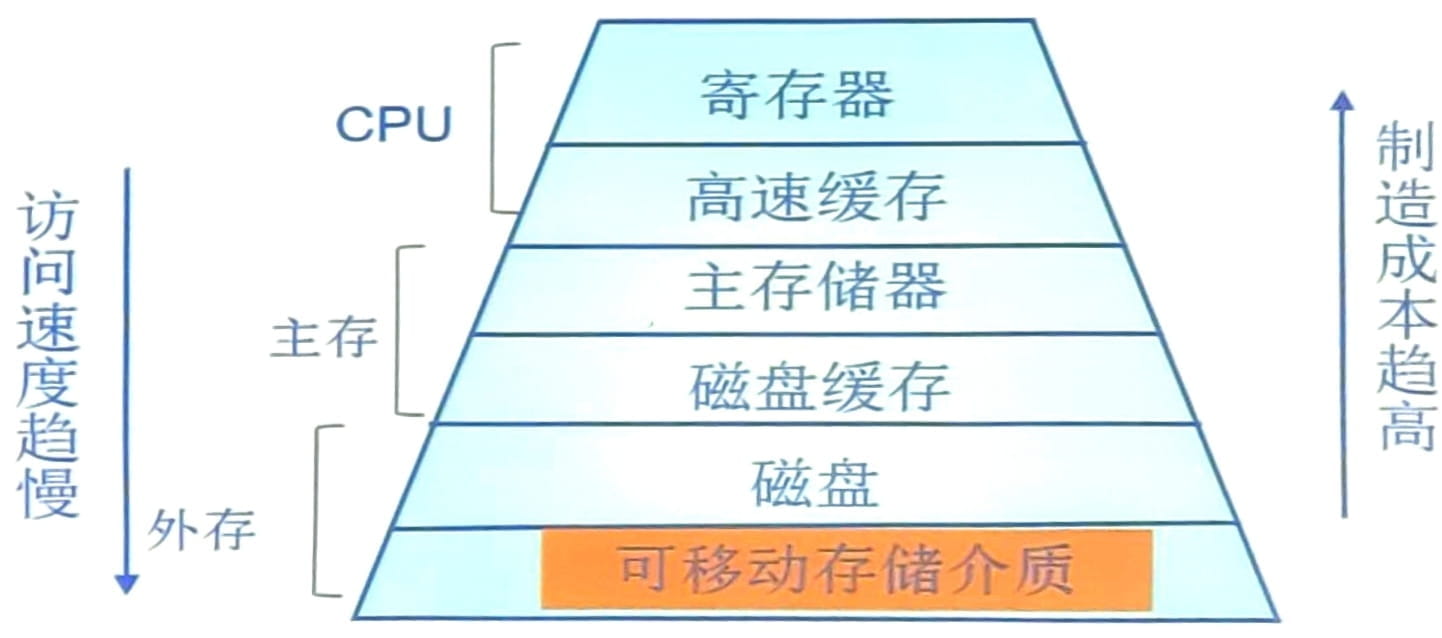 寄存器
CPU
高速缓存
主存储器
主存
磁盘缓存
磁盘
外存
可移动存储介质
访问速度趋慢
制造成本趋高